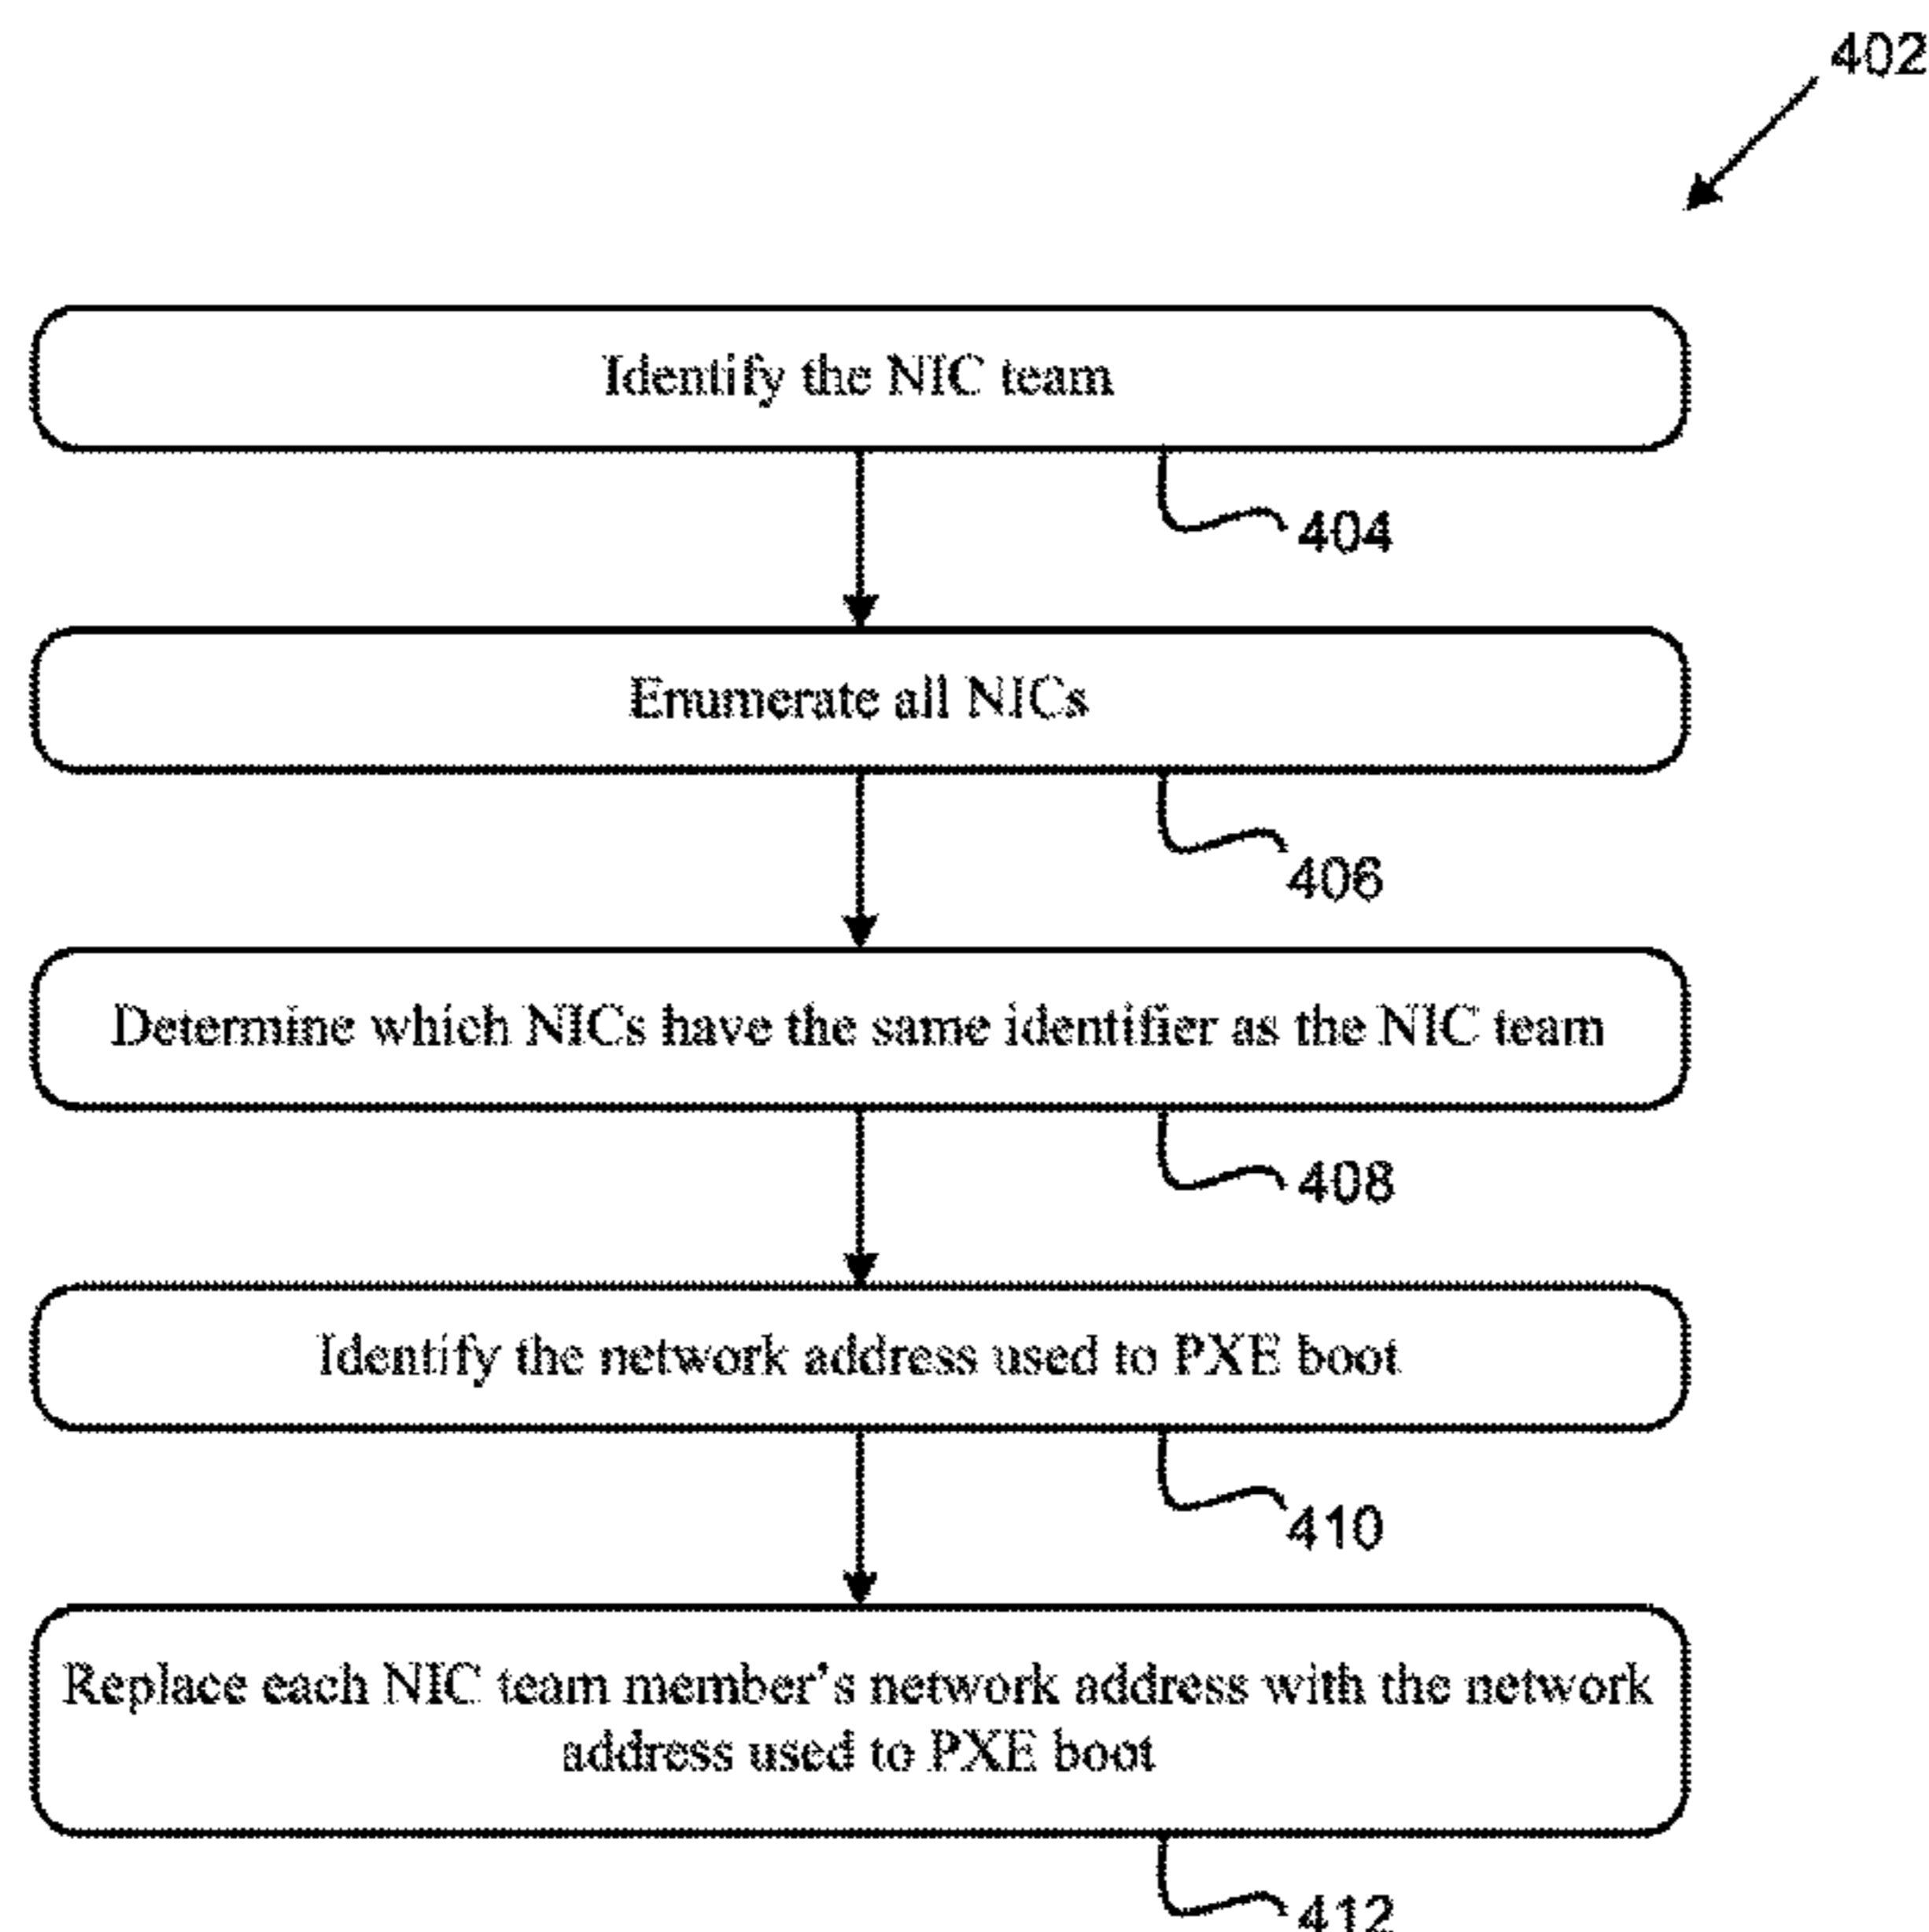 402
Identify the NIC team
404
Enumerate all NICs
406
Determine which NICs have the same identifier as the NIC team
408
Identify the network address used to PXE boot
410
Replace each NIC team member's network address with the network
address used to PXE boot
412